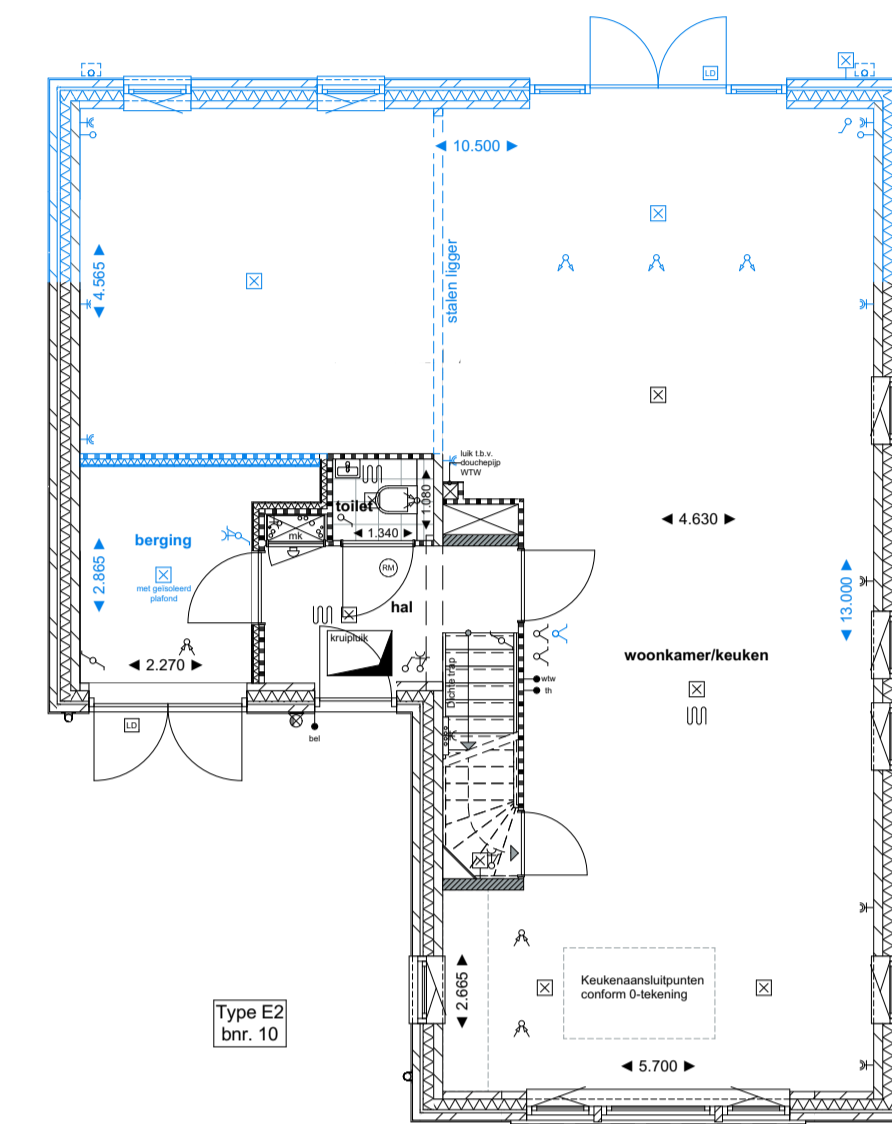 LD
10.500
4.565
stalen ligger
luik t.b.v.
douchepijp
WTW
toilet
1.080
4.630
mk
1.340
berging
2.865
met geïsoleerd
plafond
RM
hal
13.000
kruipluik
woonkamer/keuken
2.270
Dichte trap
wtw
th
LD
bel
2.665
Keukenaansluitpunten
conform 0-tekening
Type E2
bnr. 10
5.700